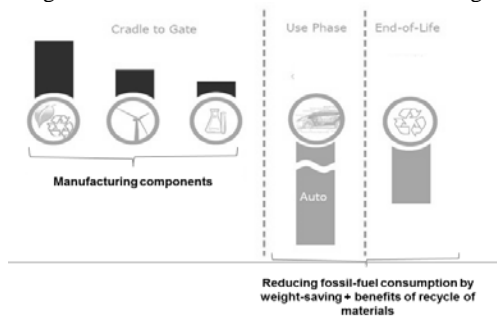 Cradle to Gate
Use Phase
End-of-Life
Manufacturing components
Auto
Reducing fossil-fuel consumption by
weight-saving + benefits of recycle of
materials